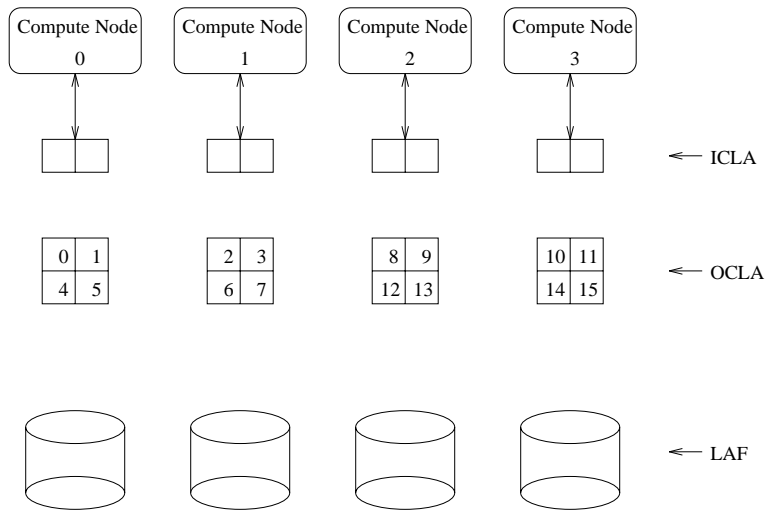 Compute Node
0
Compute Node
1
Compute Node
2
Compute Node
3
ICLA
0 1
4 5
2 3
6 7
8 9
12 13
10 11
14 15
OCLA
LAF